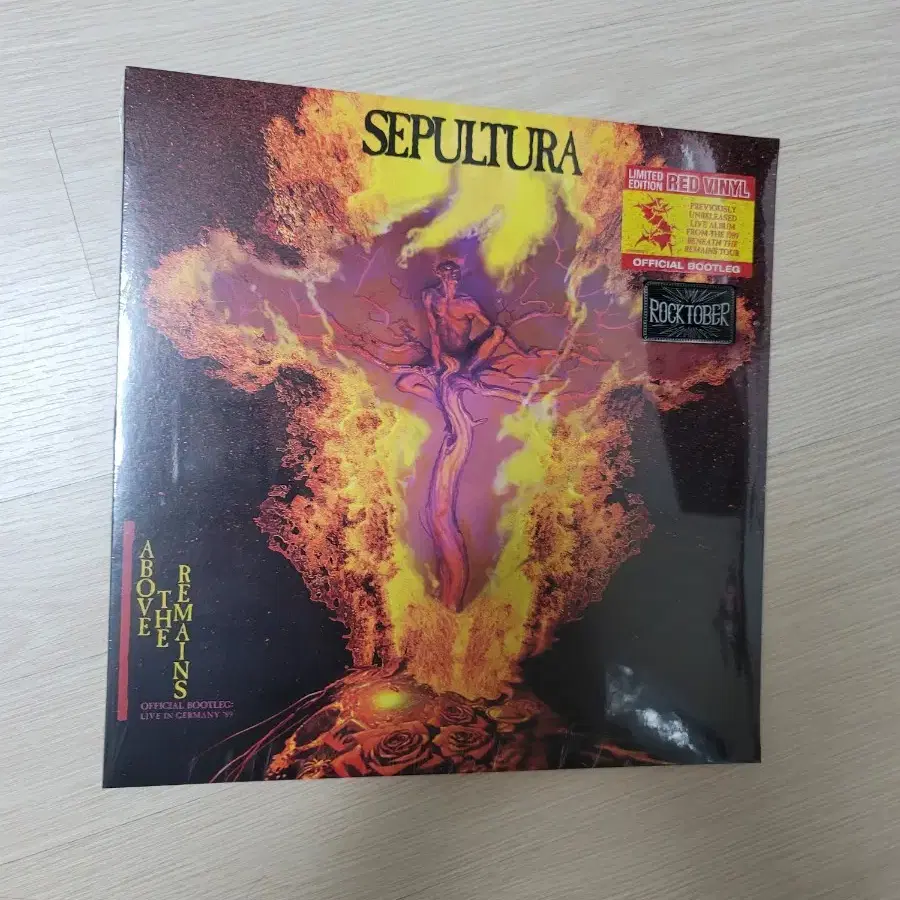 SEPULTURA
LIMITED EDITION RED VINYL
PREVIOUSLY
UNRELEASED
LIVE ALBUM
FROM THE 1989
BENEATH THE
REMAINS TOUR
OFFICIAL BOOTLEG
ROCKTOBER
ABOVE
THE
REMAINS
OFFICIAL BOOTLEG:
LIVE IN GERMANY '89